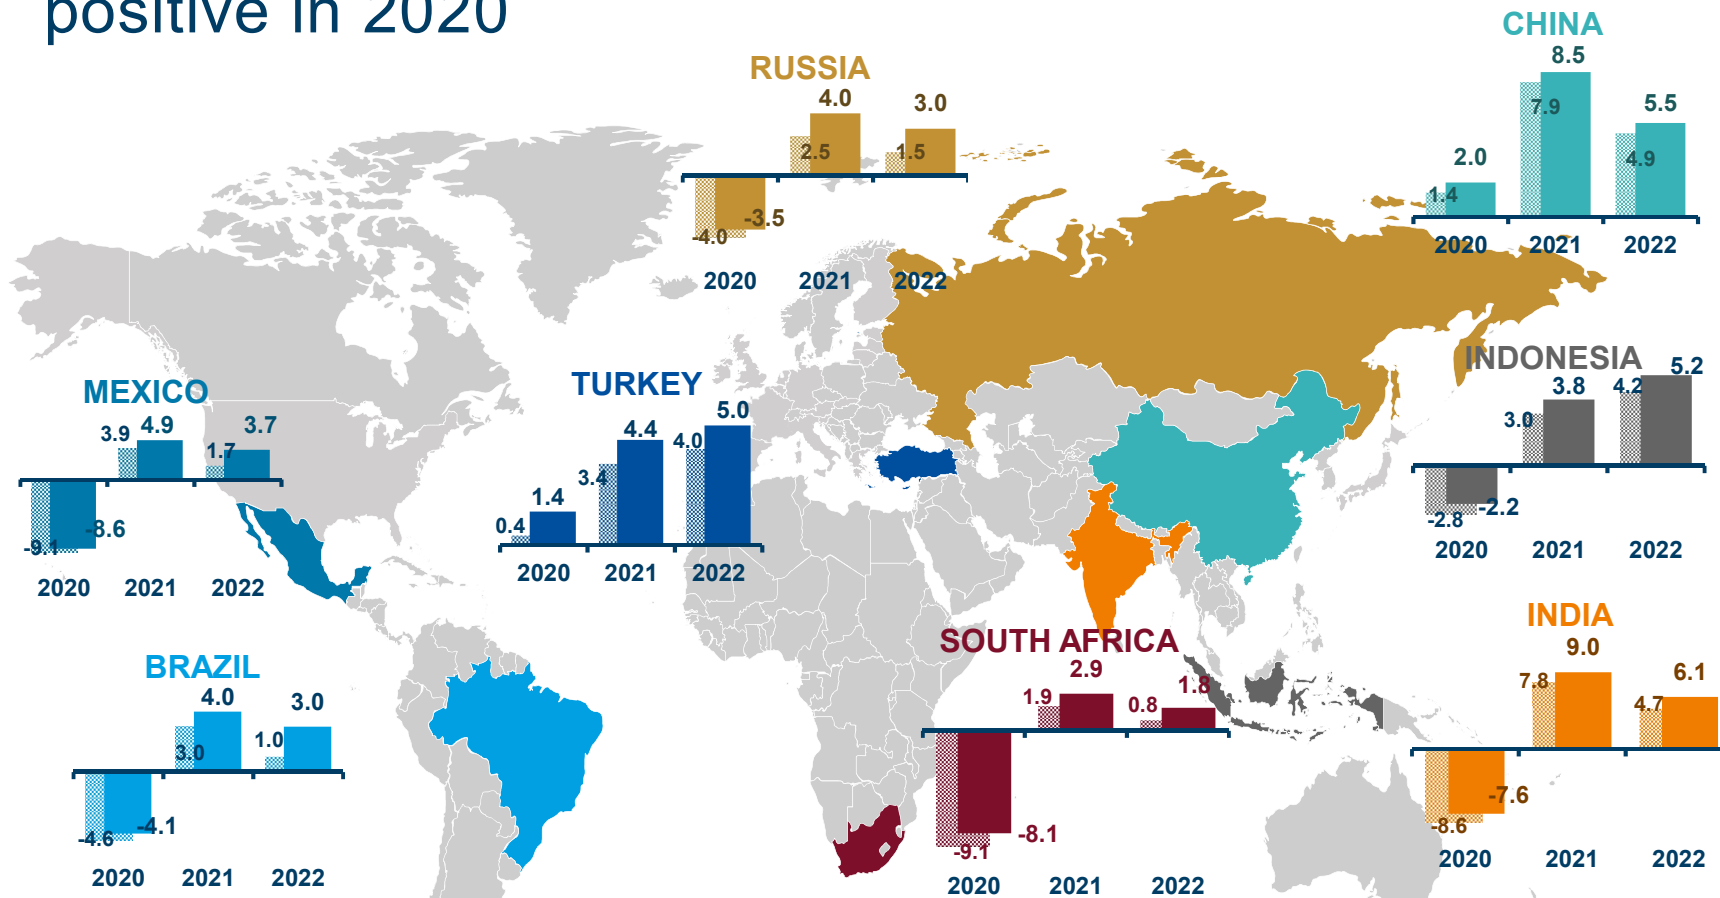 positive in 2020
CHINA
8.5
7.9
5.5
4.9
2.0
1.4
2020 2021 2022
RUSSIA
4.0
3.0
2.5
1.5
-3.5
-4.0
2020 2021 2022
MEXICO
3.9 4.9
3.7
1.7
-8.6
-9.1
2020 2021 2022
TURKEY
5.0
4.4
4.0
3.4
1.4
0.4
2020 2021 2022
INDONESIA
5.2
3.8
4.2
3.0
-2.2
-2.8
2020 2021 2022
BRAZIL
4.0
3.0
3.0
1.0
-4.1
-4.6
2020 2021 2022
SOUTH AFRICA
2.9
1.9
1.8
0.8
-8.1
-9.1
2020 2021 2022
INDIA
9.0
7.8
6.1
4.7
-7.6
-8.6
2020 2021 2022